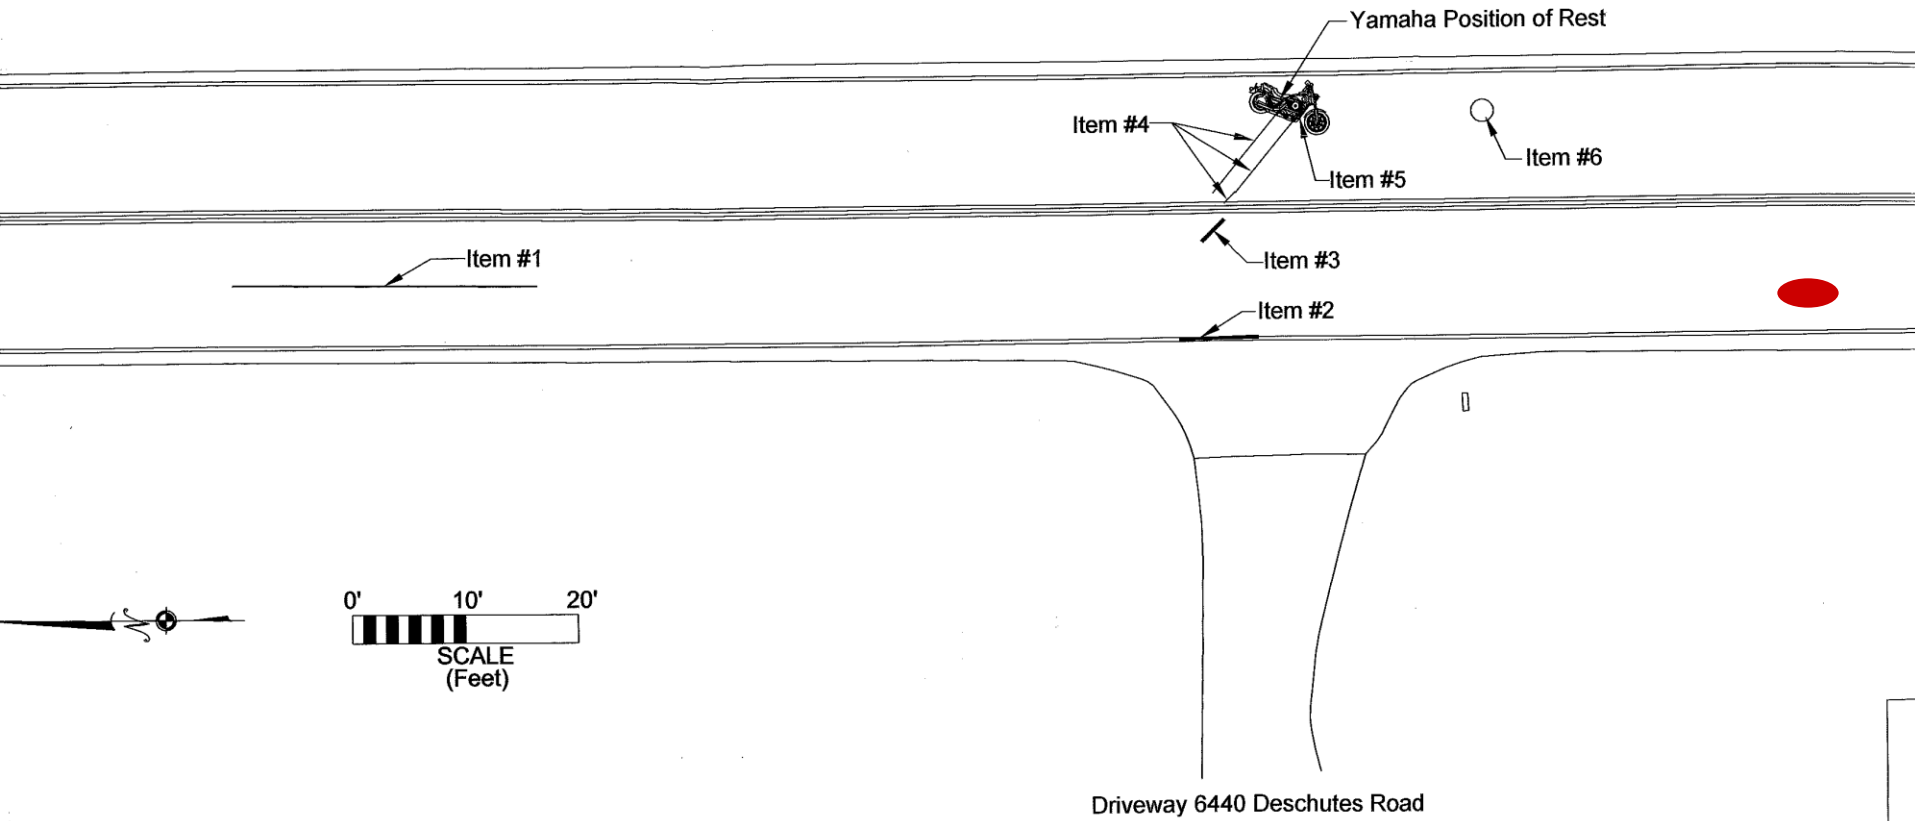 Yamaha Position of Rest
Item #4
Item #6
Item #5
Item #1
Item #3
Item #2
N
0' 10' 20'
SCALE
(Feet)
Driveway 6440 Deschutes Road